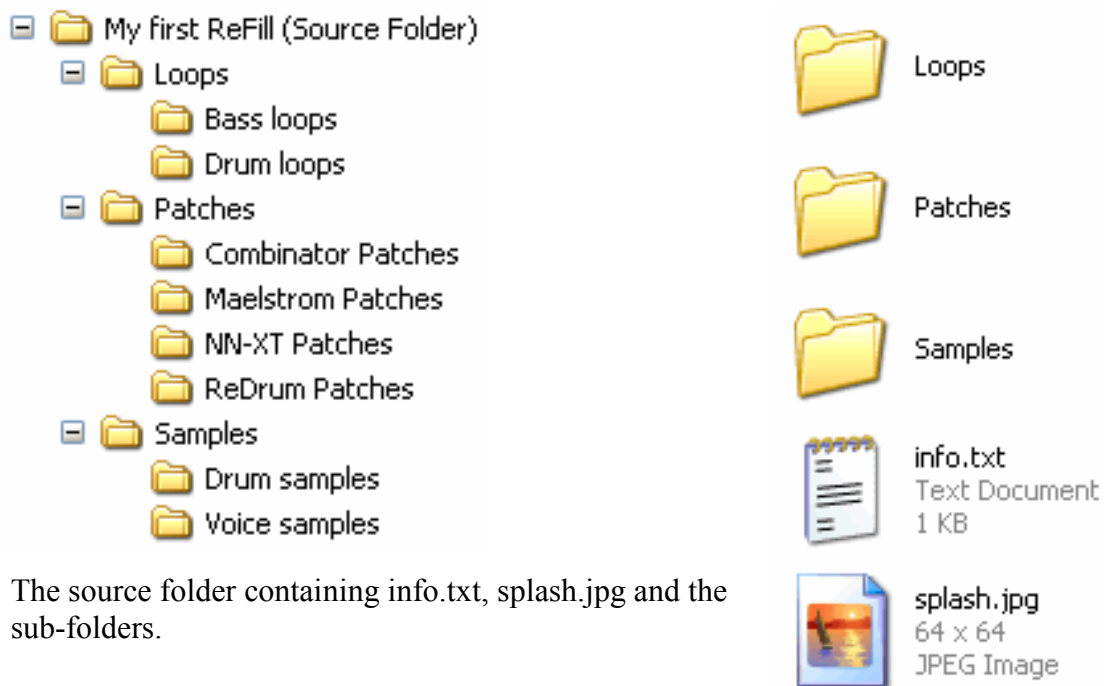 My first ReFill (Source Folder)
Loops
Bass loops
Drum loops
Patches
Combinator Patches
Maelstrom Patches
NN-XT Patches
ReDrum Patches
Samples
Drum samples
Voice samples
The source folder containing info.txt, splash.jpg and the
sub-folders.
Loops
Patches
Samples
info.txt
Text Document
1 KB
splash.jpg
64 x 64
JPEG Image